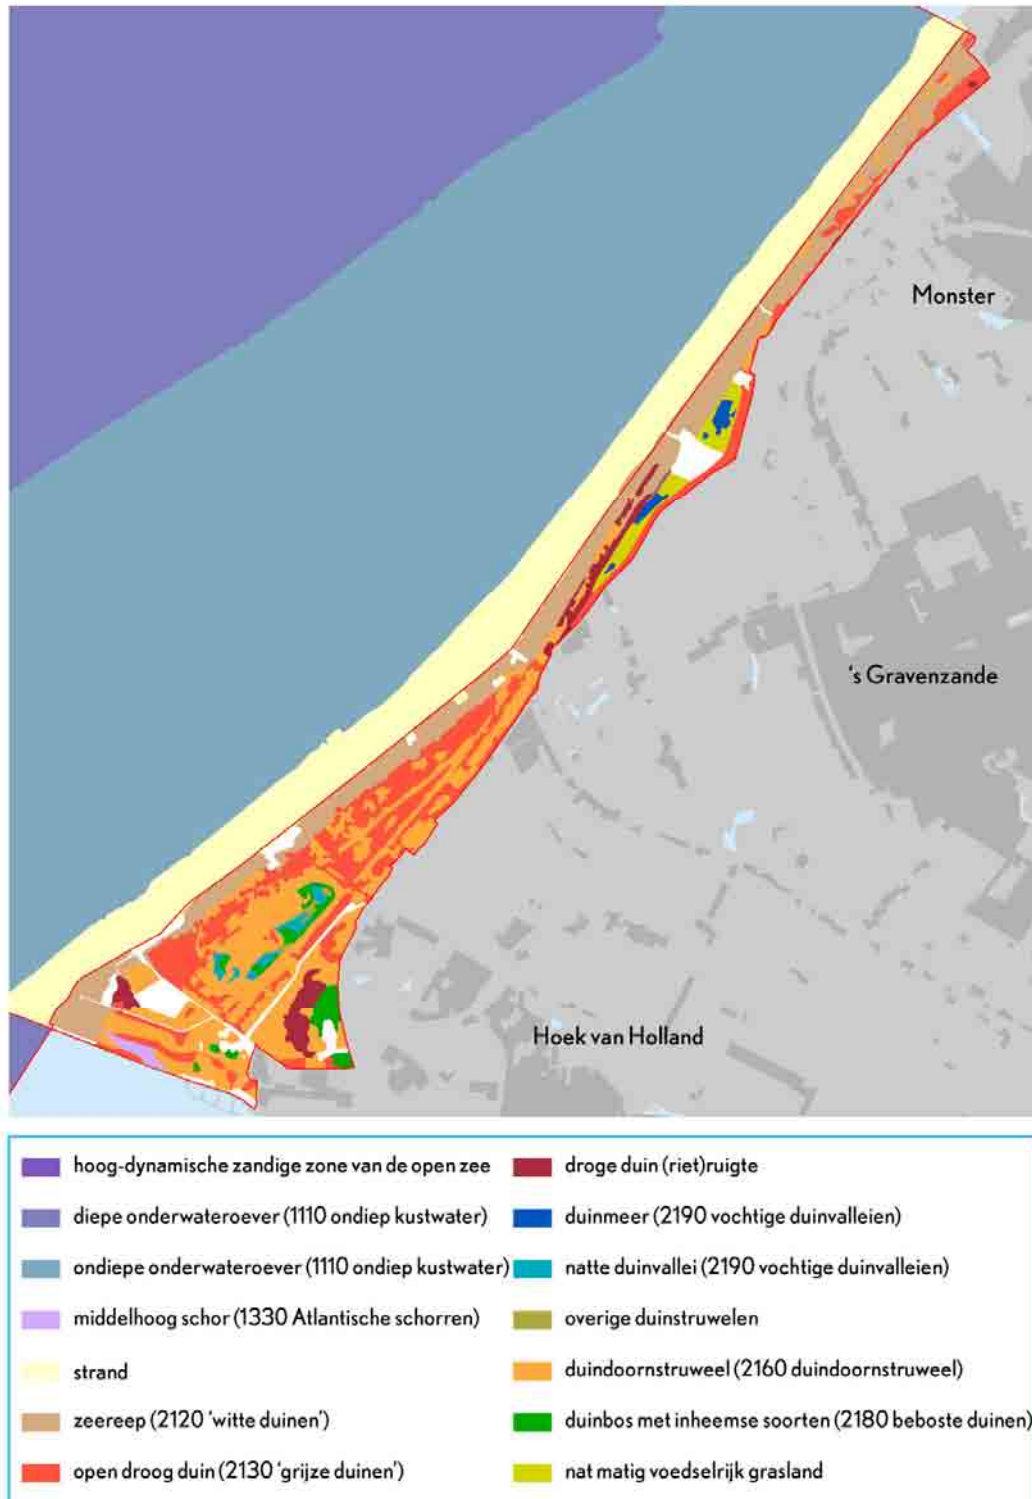 Monster
's Gravenzande
Hoek van Holland
hoog-dynamische zandige zone van de open zee
diepe onderwateroever (1110 ondiep kustwater)
ondiepe onderwateroever (1110 ondiep kustwater)
middelhoog schor (1330 Atlantische schorren)
strand
zeereep (2120 'witte duinen')
open droog duin (2130 'grijze duinen')
droge duin (riet)ruigte
duinmeer (2190 vochtige duinvalleien)
natte duinvallei (2190 vochtige duinvalleien)
overige duinstruwelen
duindoornstruweel (2160 duindoornstruweel)
duinbos met inheemse soorten (2180 beboste duinen)
nat matig voedselrijk grasland